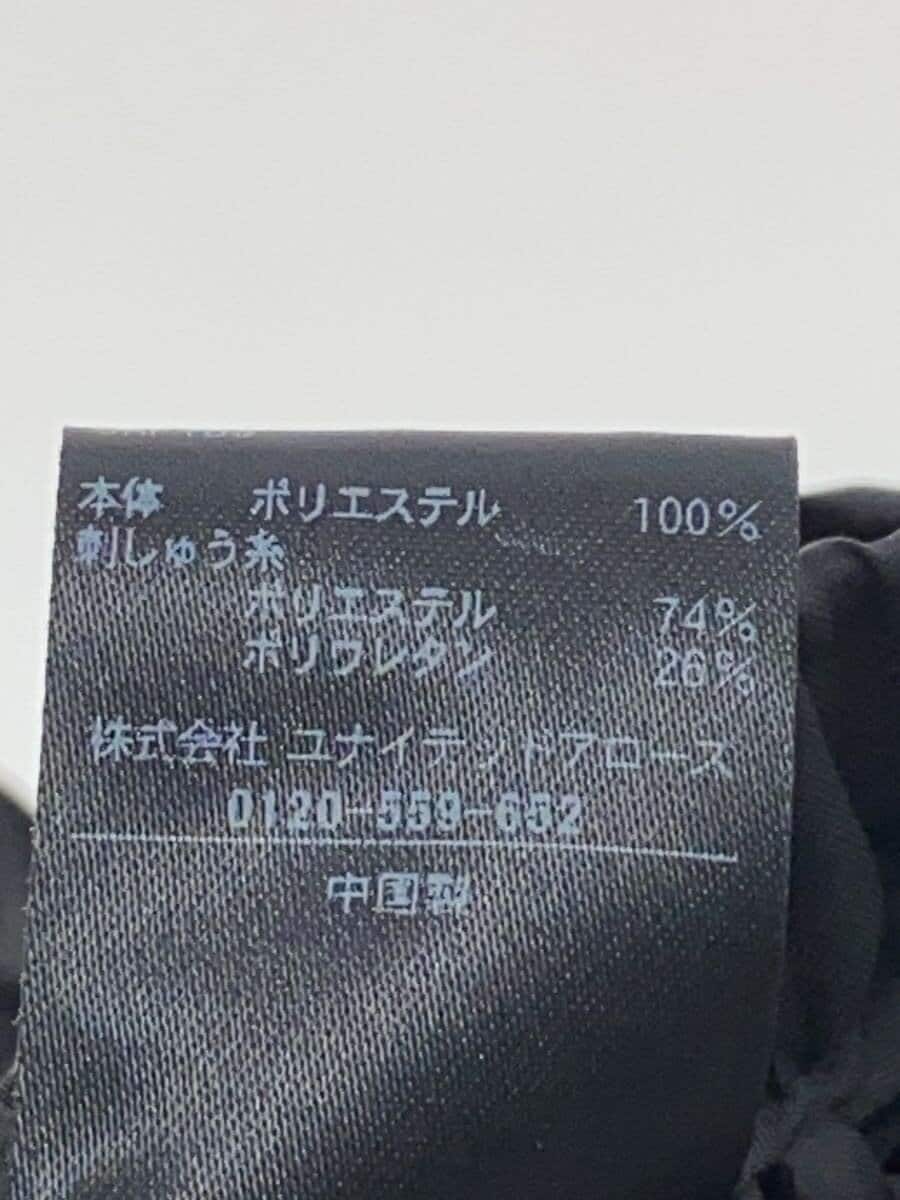 本体 ポリエステル 100%
刺しゅう糸
ポリエステル 74%
ポリウレタン 26%
株式会社 ユナイテッドアローズ
0120-559-652
中国製